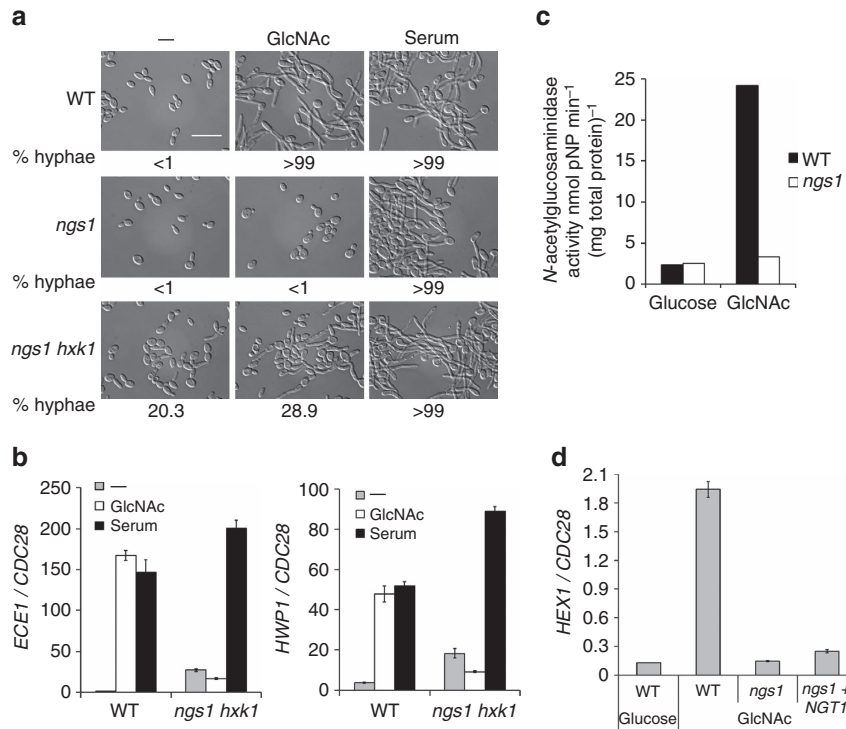 a
— GlcNAc Serum
WT
% hyphae <1 >99 >99
ngs1
% hyphae <1 <1 >99
ngs1 hxk1
% hyphae 20.3 28.9 >99
c
N-acetylglucosaminidase
activity nmol pNP min⁻¹
(mg total protein)⁻¹
25
20
15
10
5
0
WT
ngs1
Glucose GlcNAc
b
ECE1 / CDC28
250
200
150
100
50
0
—
GlcNAc
Serum
WT ngs1 hxk1
HWP1 / CDC28
100
80
60
40
20
0
—
GlcNAc
Serum
WT ngs1 hxk1
d
HEX1 / CDC28
2.1
1.8
1.5
1.2
0.9
0.6
0.3
0
WT WT ngs1 ngs1 +
NGT1
Glucose GlcNAc